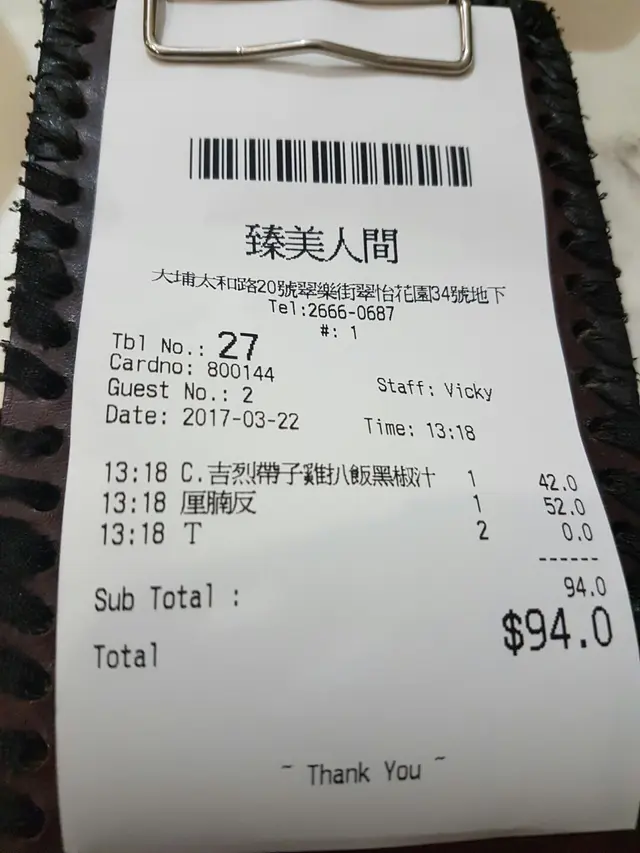 臻美人間
大埔太和路20號翠樂街翠怡花園34號地下
Tel:2666-0687
#: 1
Tbl No.: 27
Cardno: 800144
Guest No.: 2 Staff: Vicky
Date: 2017-03-22 Time: 13:18
13:18 C.吉烈帶子雞扒飯黑椒汁 1 42.0
13:18 厘腩反 1 52.0
13:18 T 2 0.0
------
Sub Total : 94.0
Total $94.0
~ Thank You ~